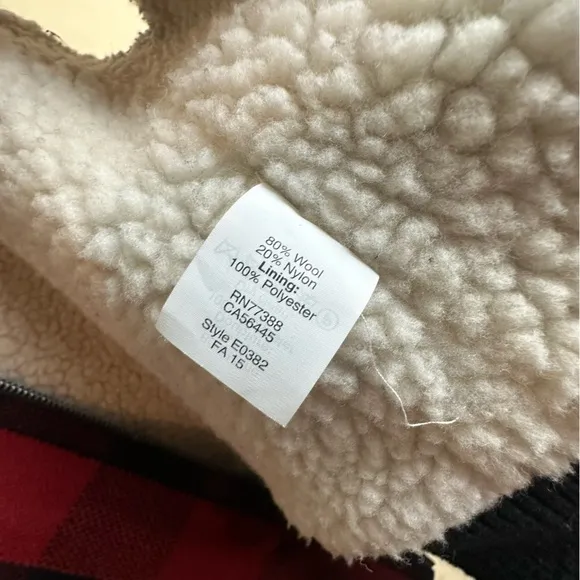 80% Wool
20% Nylon
Lining:
100% Polyester
RN77388
CA56445
Style E0382
FA 15